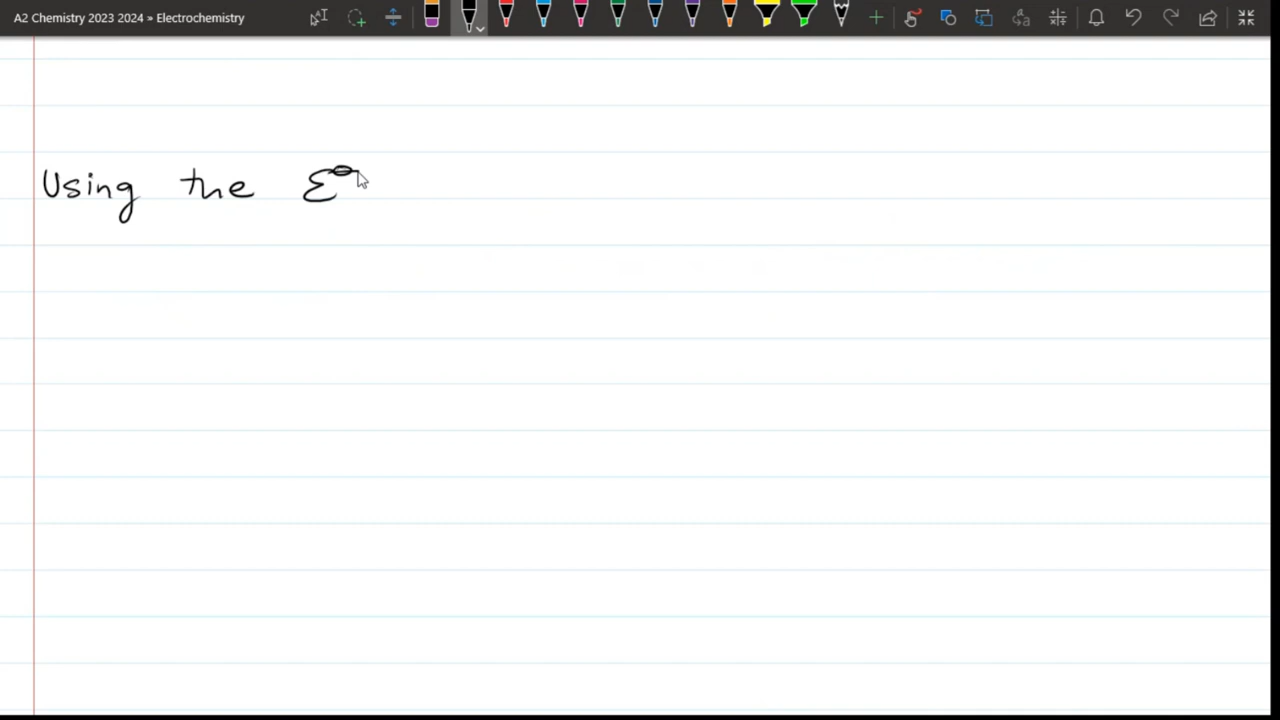 A2 Chemistry 2023 2024 » Electrochemistry
Using the E⦵